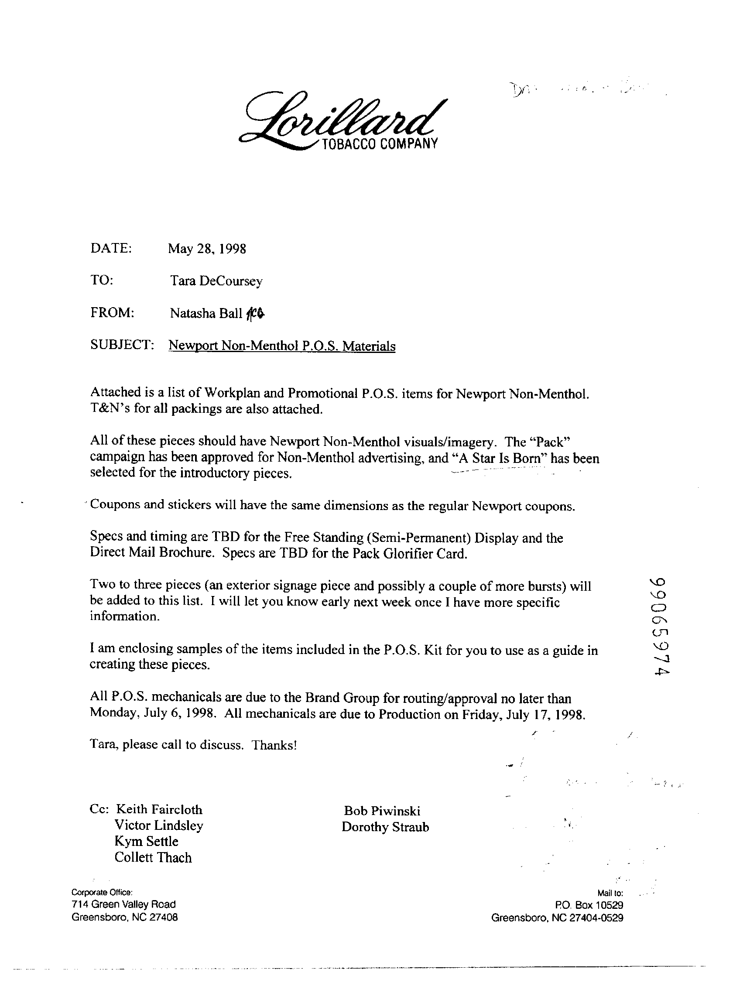 Lorillard
TOBACCO COMPANY
DATE: May 28, 1998
TO: Tara DeCoursey
FROM: Natasha Ball
SUBJECT: Newport Non-Menthol P.O.S. Materials
Attached is a list of Workplan and Promotional P.O.S. items for Newport Non-Menthol.
T&N's for all packings are also attached.
All of these pieces should have Newport Non-Menthol visuals/imagery. The “Pack”
campaign has been approved for Non-Menthol advertising, and “A Star Is Born” has been
selected for the introductory pieces.
Coupons and stickers will have the same dimensions as the regular Newport coupons.
Specs and timing are TBD for the Free Standing (Semi-Permanent) Display and the
Direct Mail Brochure. Specs are TBD for the Pack Glorifier Card.
Two to three pieces (an exterior signage piece and possibly a couple of more bursts) will
be added to this list. I will let you know early next week once I have more specific
information.
I am enclosing samples of the items included in the P.O.S. Kit for you to use as a guide in
creating these pieces.
All P.O.S. mechanicals are due to the Brand Group for routing/approval no later than
Monday, July 6, 1998. All mechanicals are due to Production on Friday, July 17, 1998.
Tara, please call to discuss. Thanks!
Cc: Keith Faircloth
Victor Lindsley
Kym Settle
Collett Thach
Bob Piwinski
Dorothy Straub
99065974
Corporate Office:
714 Green Valley Road
Greensboro, NC 27408
Mail to:
P.O. Box 10529
Greensboro, NC 27404-0529